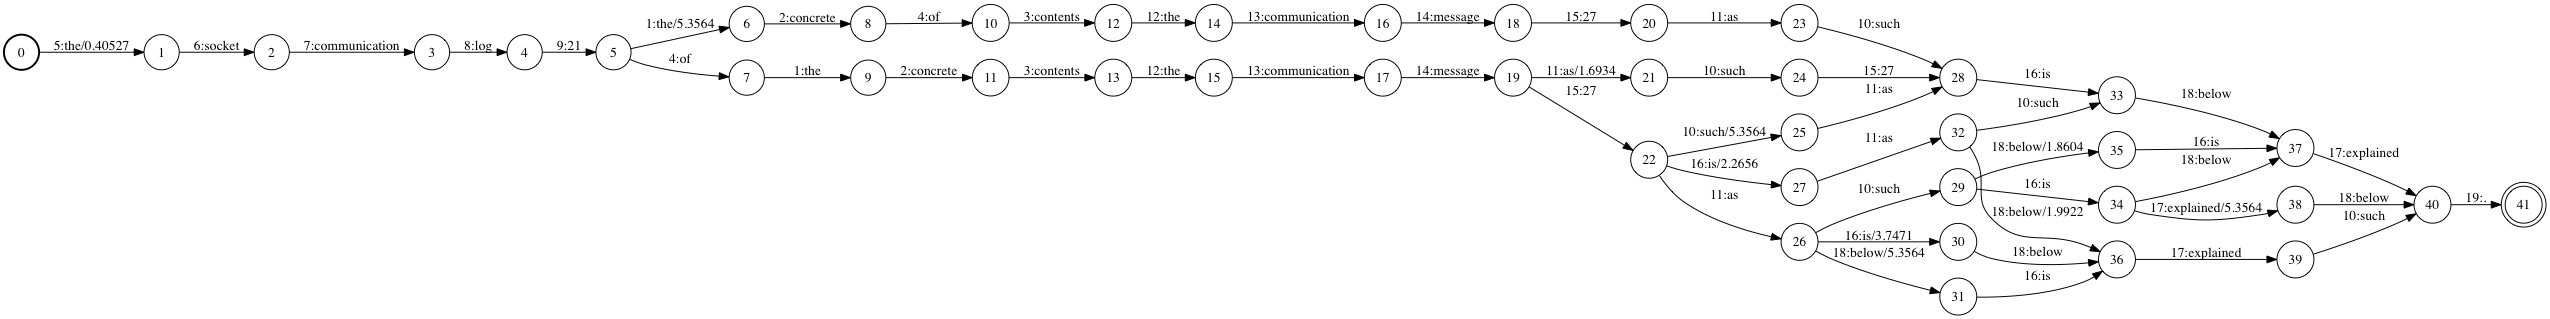 0 5:the/0.40527 1 6:socket 2 7:communication 3 8:log 4 9:21 5
1:the/5.3564 6 2:concrete 8 4:of 10 3:contents 12 12:the 14 13:communication 16 14:message 18 15:27 20 11:as 23 10:such
4:of 7 1:the 9 2:concrete 11 3:contents 13 12:the 15 13:communication 17 14:message 19 11:as/1.6934 21 10:such 24 15:27 28 16:is 33 18:below
15:27 22 10:such/5.3564 25 11:as
16:is/2.2656 27 11:as 32 10:such
18:below/1.9922
11:as 26 10:such 29 18:below/1.8604 35 16:is 37 17:explained
16:is 34 18:below
17:explained/5.3564 38 18:below 40 19:. 41
16:is/3.7471 30 18:below 36 17:explained 39 10:such
18:below/5.3564 31 16:is